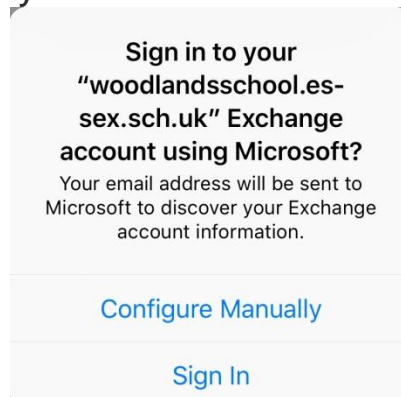 Sign in to your
“woodlandsschool.es-
sex.sch.uk” Exchange
account using Microsoft?
Your email address will be sent to
Microsoft to discover your Exchange
account information.
Configure Manually
Sign In